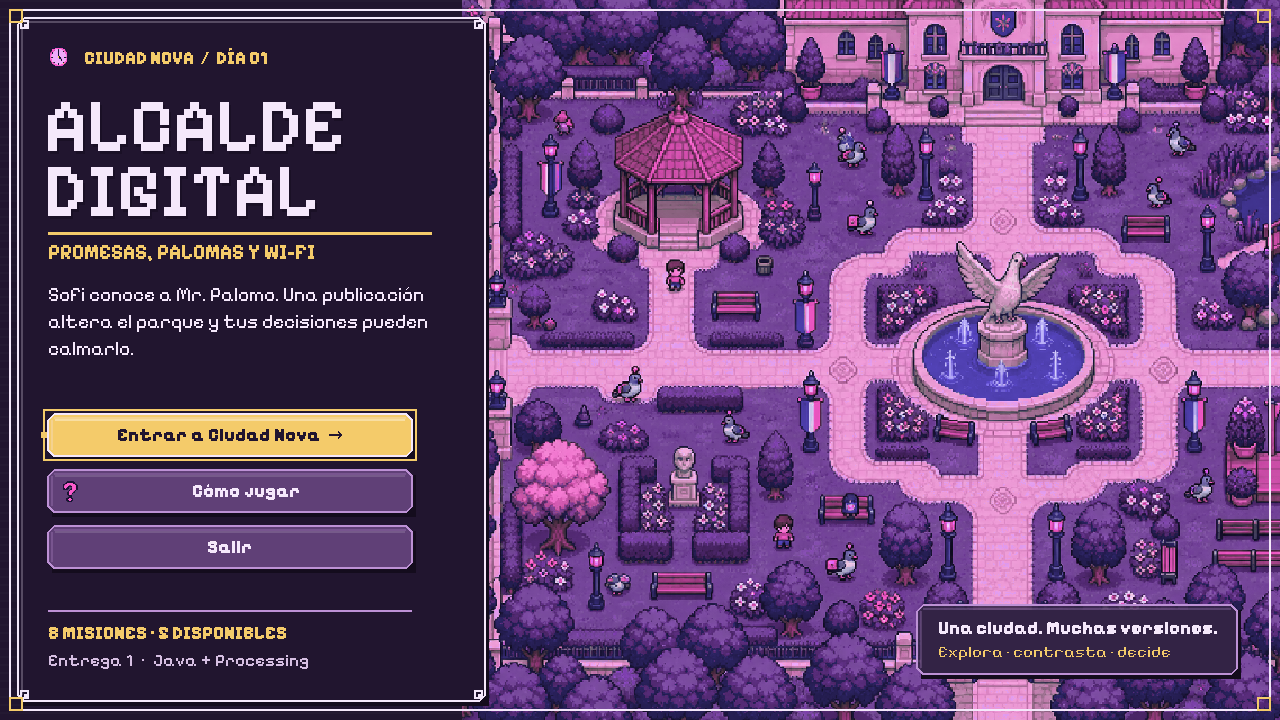 CIUDAD NOVA / DÍA 01
ALCALDE
DIGITAL
PROMESAS, PALOMAS Y WI-FI
Sofi conoce a Mr. Palomo. Una publicación
altera el parque y tus decisiones pueden
calmarlo.
Entrar a Ciudad Nova →
? Cómo jugar
Salir
8 MISIONES · 2 DISPONIBLES
Entrega 1 · Java + Processing
Una ciudad. Muchas versiones.
Explora · contrasta · decide